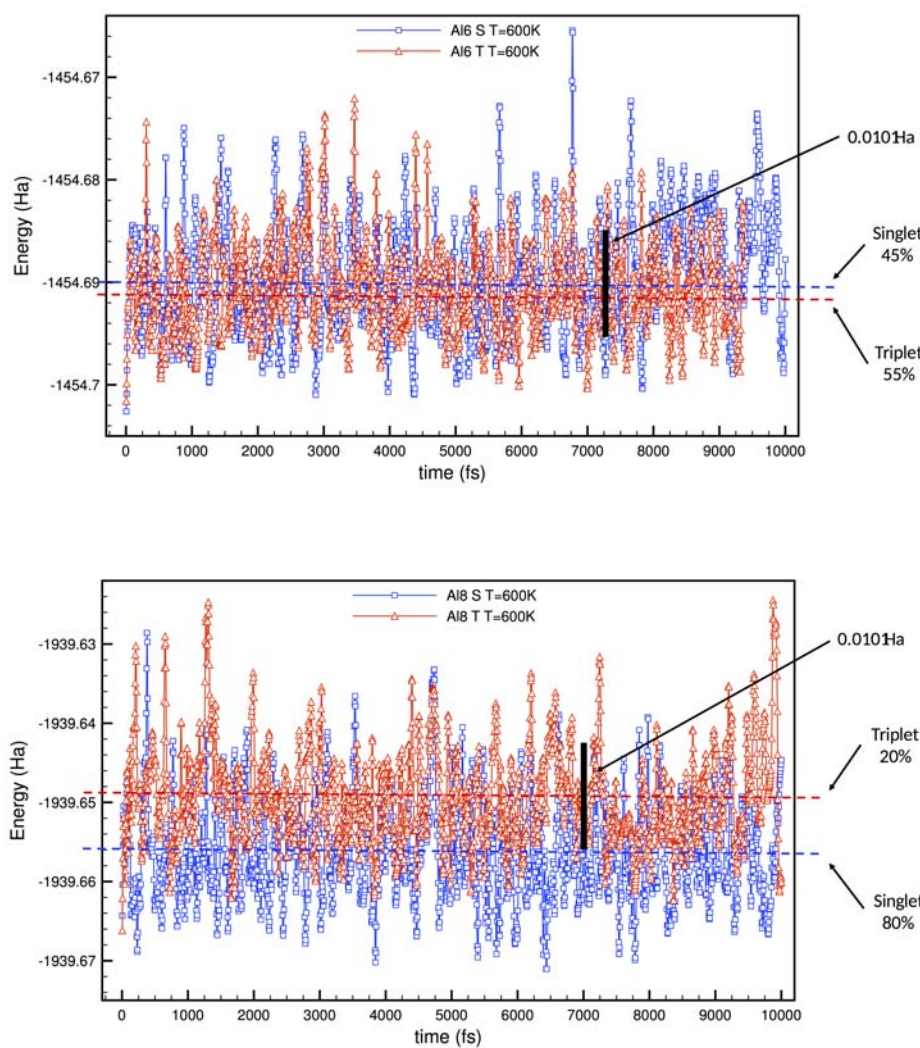 Al6 S T=600K
Al6 T T=600K
-1454.67
-1454.68
-1454.69
-1454.7
Energy (Ha)
0.0101Ha
Singlet
45%
Triplet
55%
0 1000 2000 3000 4000 5000 6000 7000 8000 9000 10000
time (fs)
Al8 S T=600K
Al8 T T=600K
-1939.63
-1939.64
-1939.65
-1939.66
-1939.67
Energy (Ha)
0.0101Ha
Triplet
20%
Singlet
80%
0 1000 2000 3000 4000 5000 6000 7000 8000 9000 10000
time (fs)